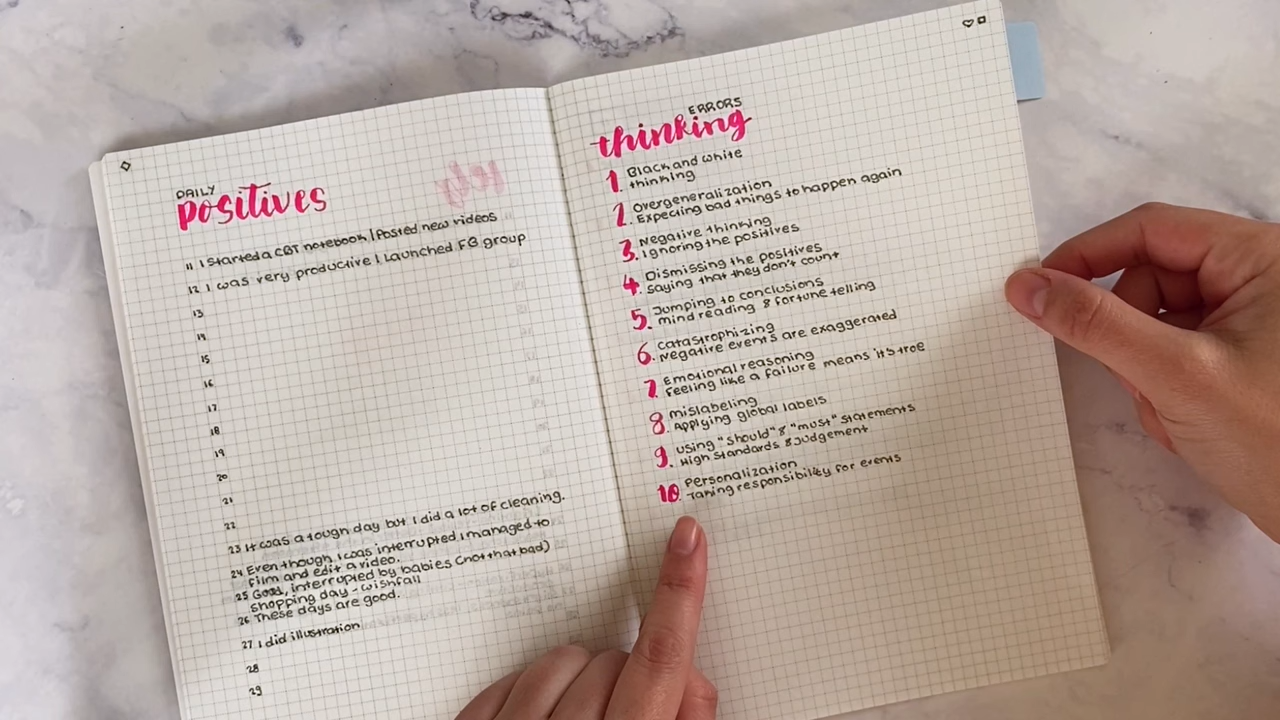 DAILY
positives
11 I started a CBT notebook | Posted new videos
12 I was very productive | Launched FB group
13
14
15
16
17
18
19
20
21
22
23 It was a tough day but I did a lot of cleaning.
24 Even though I was interrupted, I managed to
film and edit a video.
25 Good, interrupted by babies (not that bad)
shopping day - wishfall
26 These days are good.
27 I did illustration
28
29
ERRORS
thinking
1. Black and white
thinking
2. Overgeneralization
Expecting bad things to happen again
3. Negative thinking
Ignoring the positives
4. Dismissing the positives
Saying that they don't count
5. Jumping to conclusions
mind reading & fortune telling
6. Catastrophizing
Negative events are exaggerated
7. Emotional reasoning
Feeling like a failure means it's true
8. mislabeling
Applying global labels
9. Using "should" & "must" statements
High standards & Judgement
10. Personalization
Taking responsibility for events